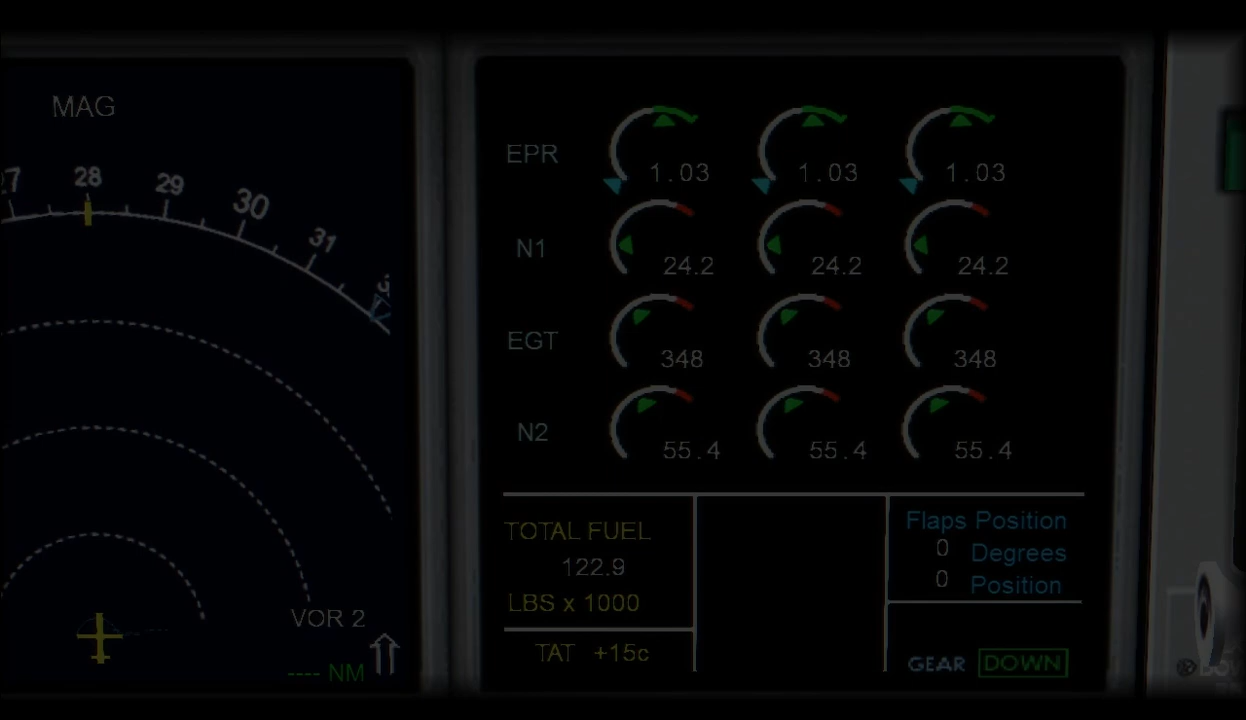 MAG
27 28 29 30 31
EPR 1.03 1.03 1.03
N1 24.2 24.2 24.2
EGT 348 348 348
N2 55.4 55.4 55.4
TOTAL FUEL
122.9
LBS x 1000
TAT +15c
Flaps Position
0 Degrees
0 Position
GEAR DOWN
VOR 2
---- NM